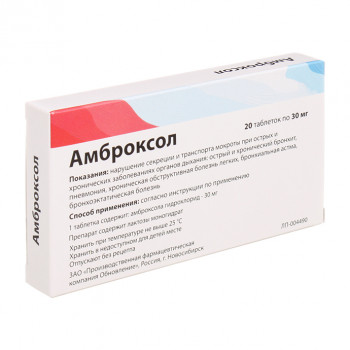 Амброксол
20 таблеток по 30 мг
Амброксол
Показания: нарушение секреции и транспорта мокроты при острых и
хронических заболеваниях органов дыхания: острый и хронический бронхит,
пневмония, хроническая обструктивная болезнь легких, бронхиальная астма,
бронхоэктатическая болезнь
Способ применения: согласно инструкции по применению
1 таблетка содержит: амброксола гидрохлорид - 30 мг
Препарат содержит лактозы моногидрат
Хранить при температуре не выше 25 °C
Хранить в недоступном для детей месте
Отпускают без рецепта
ЗАО «Производственная фармацевтическая
компания Обновление», Россия, г. Новосибирск
ЛП-004490
Амброксол